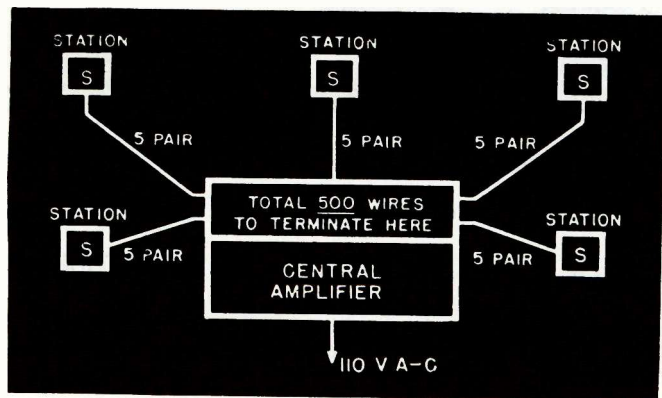 STATION
S
STATION
S
STATION
S
5 PAIR
5 PAIR
5 PAIR
TOTAL 500 WIRES
TO TERMINATE HERE
STATION
S
5 PAIR
STATION
S
5 PAIR
CENTRAL
AMPLIFIER
110 V A-C